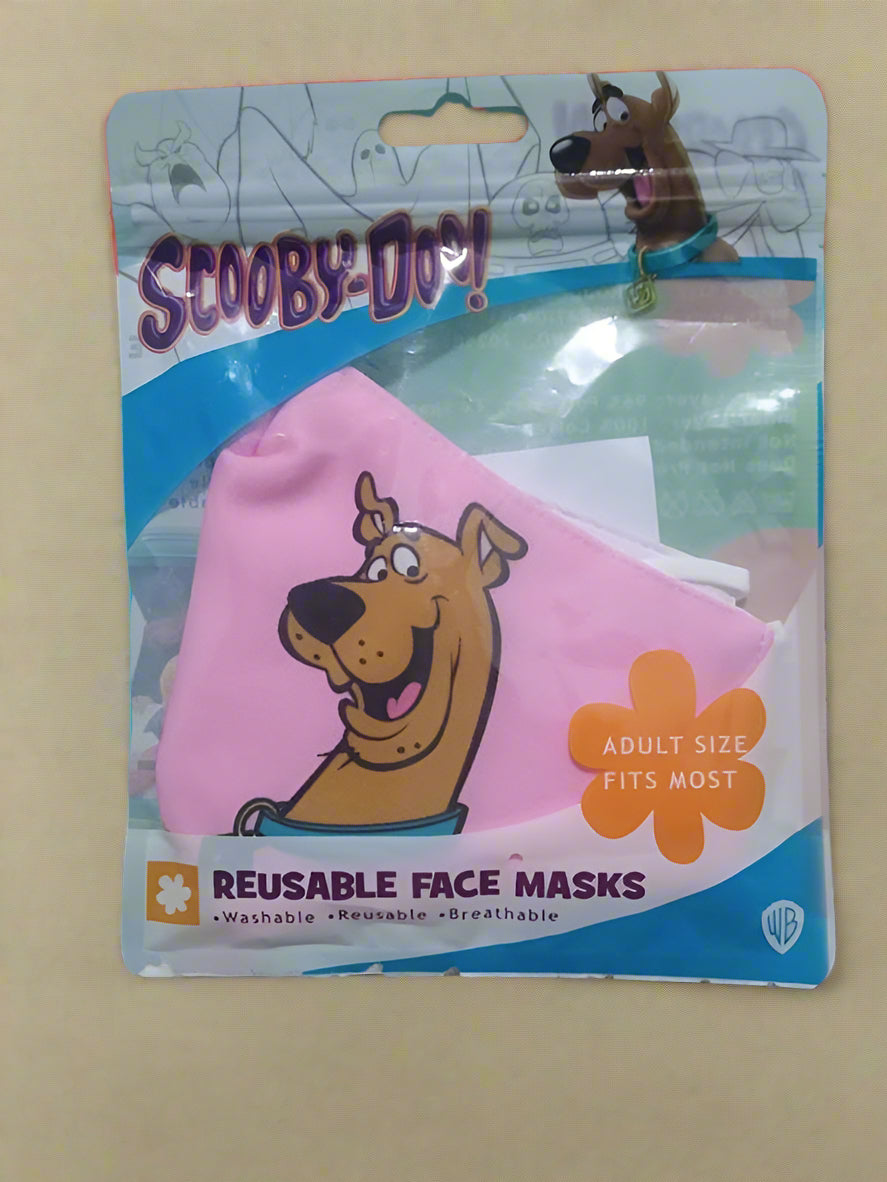 SCOOBY-DOO!
ADULT SIZE
FITS MOST
REUSABLE FACE MASKS
•Washable •Reusable •Breathable
WB